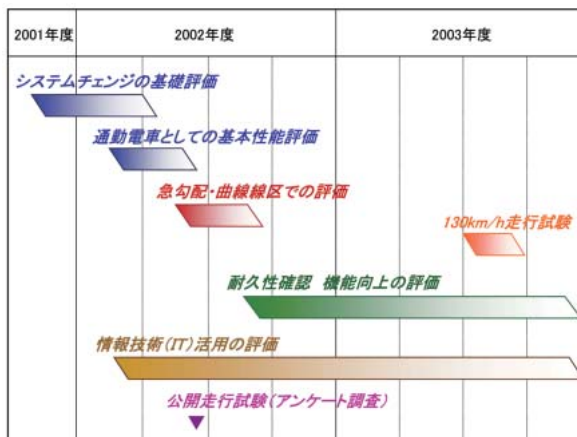 2001年度 2002年度 2003年度
システムチェンジの基礎評価
通勤電車としての基本性能評価
急勾配・曲線線区での評価
130km/h走行試験
耐久性確認 機能向上の評価
情報技術(IT)活用の評価
公開走行試験(アンケート調査)